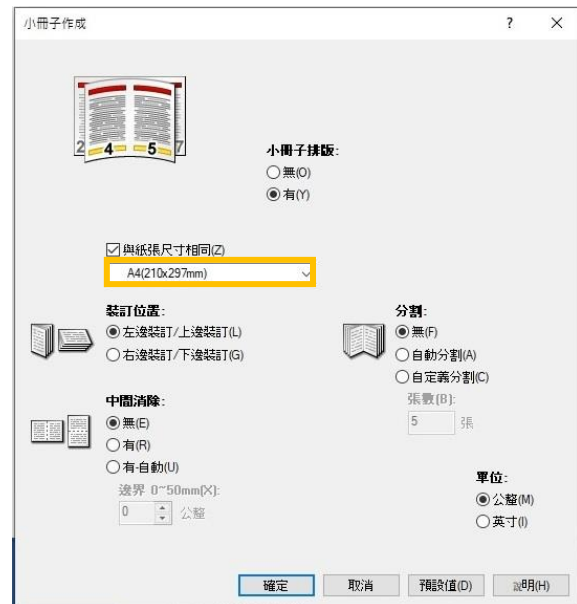 小冊子作成
? ×
2 4 5 7
小冊子排版:
無(O)
有(Y)
與紙張尺寸相同(Z)
A4(210x297mm)
裝訂位置:
左邊裝訂/上邊裝訂(L)
右邊裝訂/下邊裝訂(G)
分割:
無(F)
自動分割(A)
自定義分割(C)
張數(B):
5 張
中間消除:
無(E)
有(R)
有-自動(U)
邊界 0~50mm(X):
0 公釐
單位:
公釐(M)
英寸(I)
確定 取消 預設值(D) 說明(H)